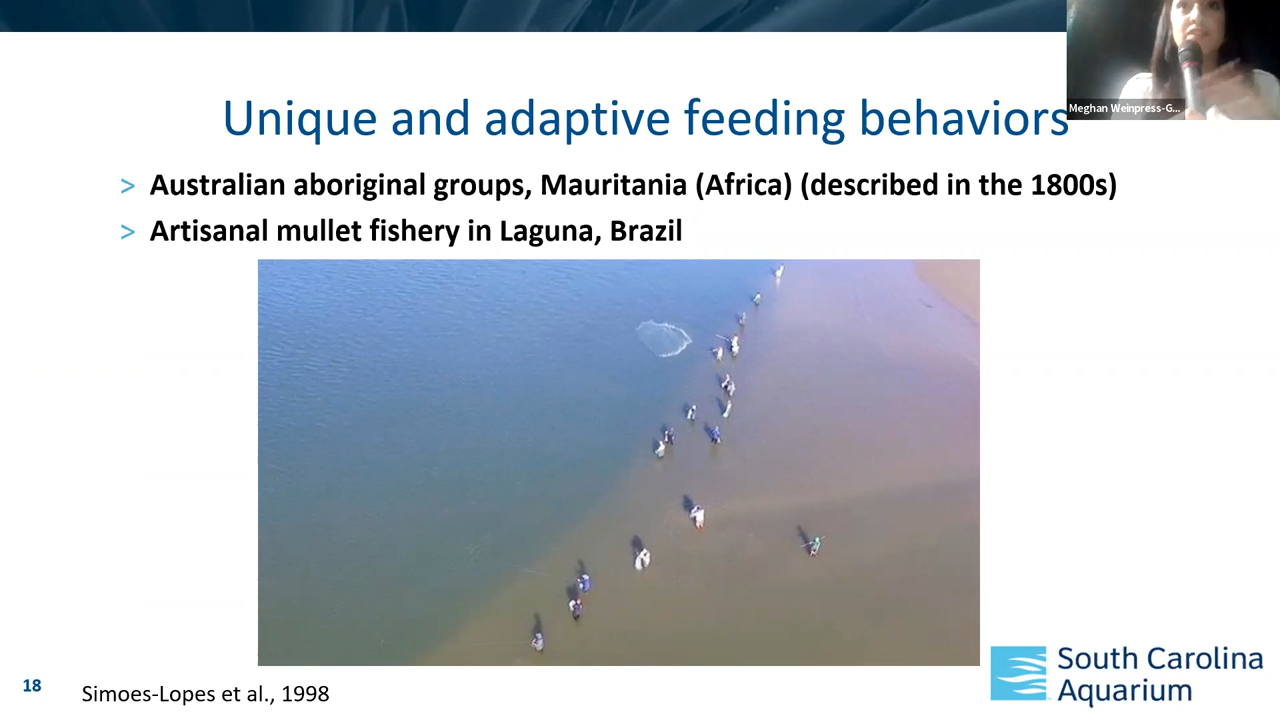 Meghan Weinpress-G...
Unique and adaptive feeding behaviors
> Australian aboriginal groups, Mauritania (Africa) (described in the 1800s)
> Artisanal mullet fishery in Laguna, Brazil
18
Simoes-Lopes et al., 1998
South Carolina
Aquarium